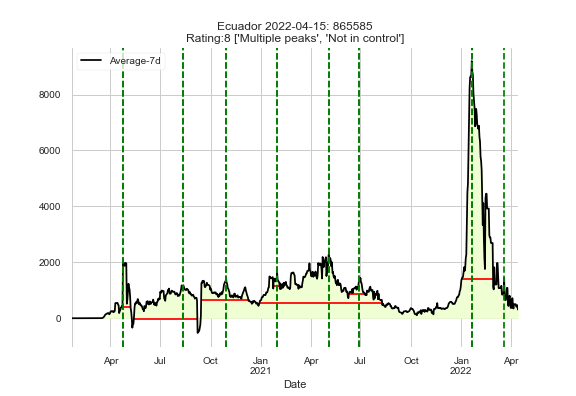 Ecuador 2022-04-15: 865585
Rating:8 ['Multiple peaks', 'Not in control']
Average-7d
8000
6000
4000
2000
0
Apr Jul Oct Jan Apr Jul Oct Jan Apr
2021 2022
Date